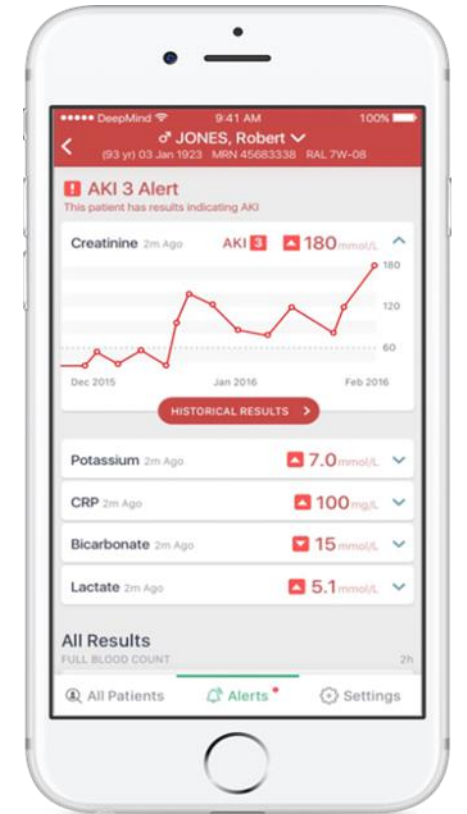 DeepMind 9:41 AM 100%
JONES, Robert
(93 yr) 03 Jan 1923 MRN 45683338 RAL 7W-08
! AKI 3 Alert
This patient has results indicating AKI
Creatinine 2m Ago AKI 3 180 mmol/L
180
120
60
Dec 2015 Jan 2016 Feb 2016
HISTORICAL RESULTS >
Potassium 2m Ago 7.0 mmol/L
CRP 2m Ago 100 mg/L
Bicarbonate 2m Ago 15 mmol/L
Lactate 2m Ago 5.1 mmol/L
All Results
FULL BLOOD COUNT 2h
All Patients Alerts Settings